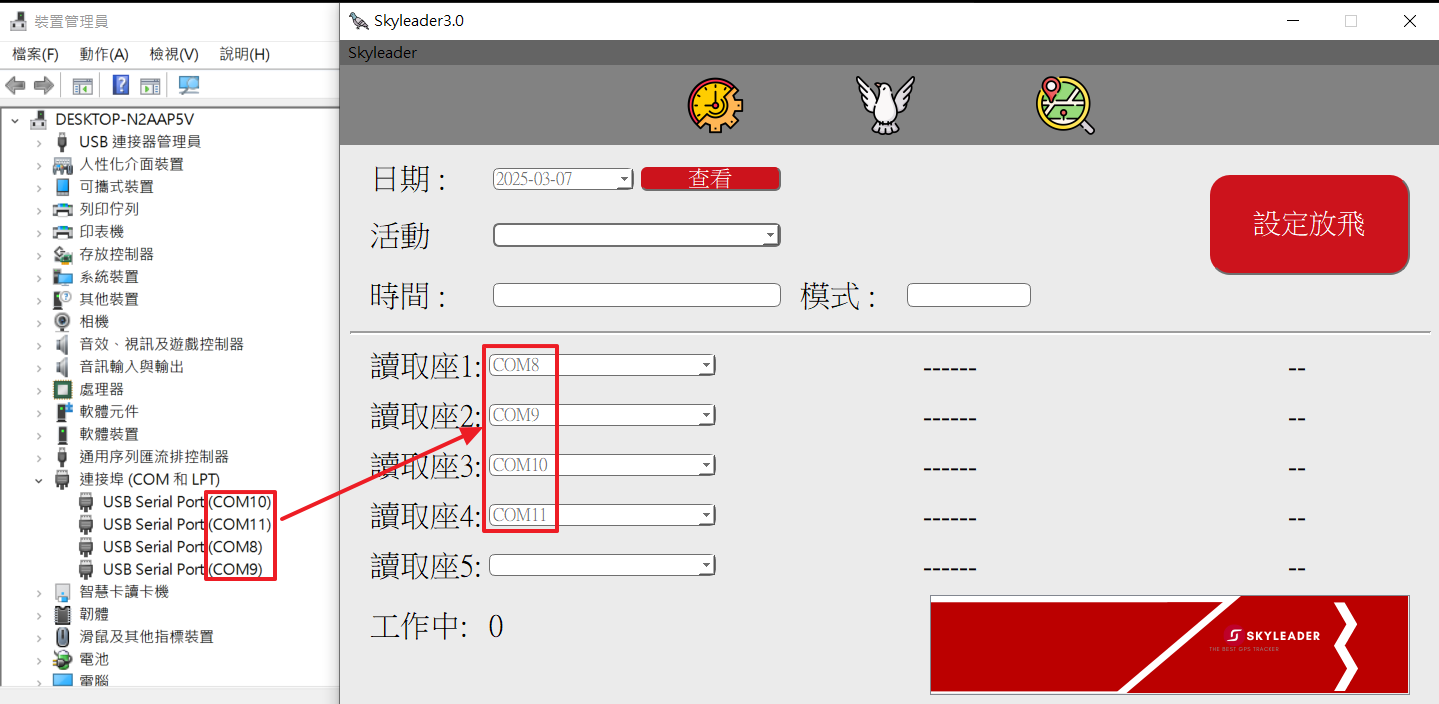 裝置管理員
檔案(F) 動作(A) 檢視(V) 說明(H)
DESKTOP-N2AAP5V
USB 連接器管理員
人性化介面裝置
可攜式裝置
列印佇列
印表機
存放控制器
系統裝置
其他裝置
相機
音效、視訊及遊戲控制器
音訊輸入與輸出
處理器
軟體元件
軟體裝置
通用序列匯流排控制器
連接埠 (COM 和 LPT)
USB Serial Port (COM10)
USB Serial Port (COM11)
USB Serial Port (COM8)
USB Serial Port (COM9)
智慧卡讀卡機
韌體
滑鼠及其他指標裝置
電池
電腦
Skyleader3.0
Skyleader
日期 : 2025-03-07 查看
設定放飛
活動
時間 : 模式 :
讀取座1: COM8 ------ --
讀取座2: COM9 ------ --
讀取座3: COM10 ------ --
讀取座4: COM11 ------ --
讀取座5: ------ --
工作中: 0
SKYLEADER
THE BEST GPS TRACKER